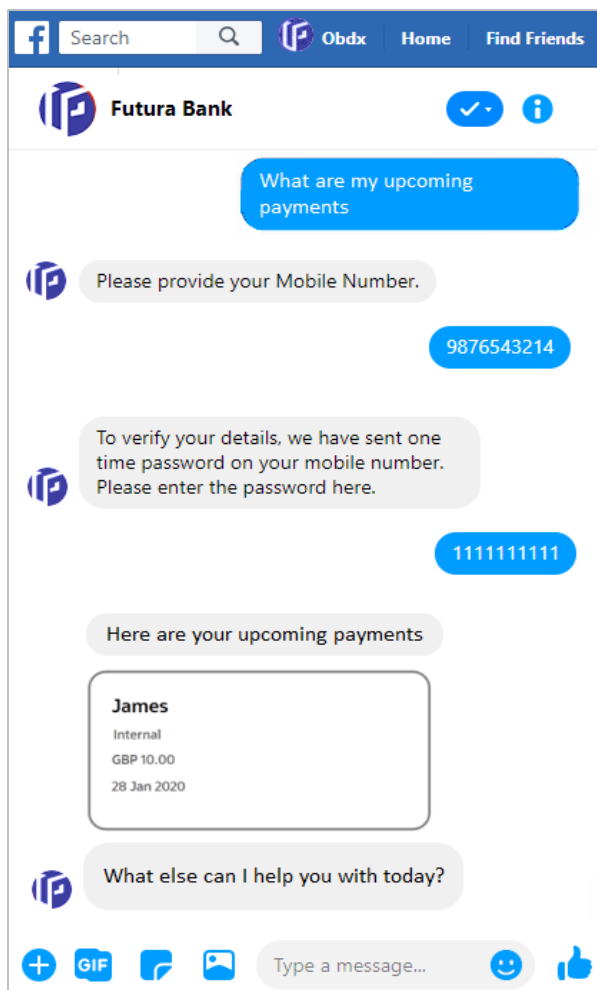 Search
Obdx
Home
Find Friends
Futura Bank
What are my upcoming
payments
Please provide your Mobile Number.
9876543214
To verify your details, we have sent one
time password on your mobile number.
Please enter the password here.
1111111111
Here are your upcoming payments
James
Internal
GBP 10.00
28 Jan 2020
What else can I help you with today?
GIF
Type a message...